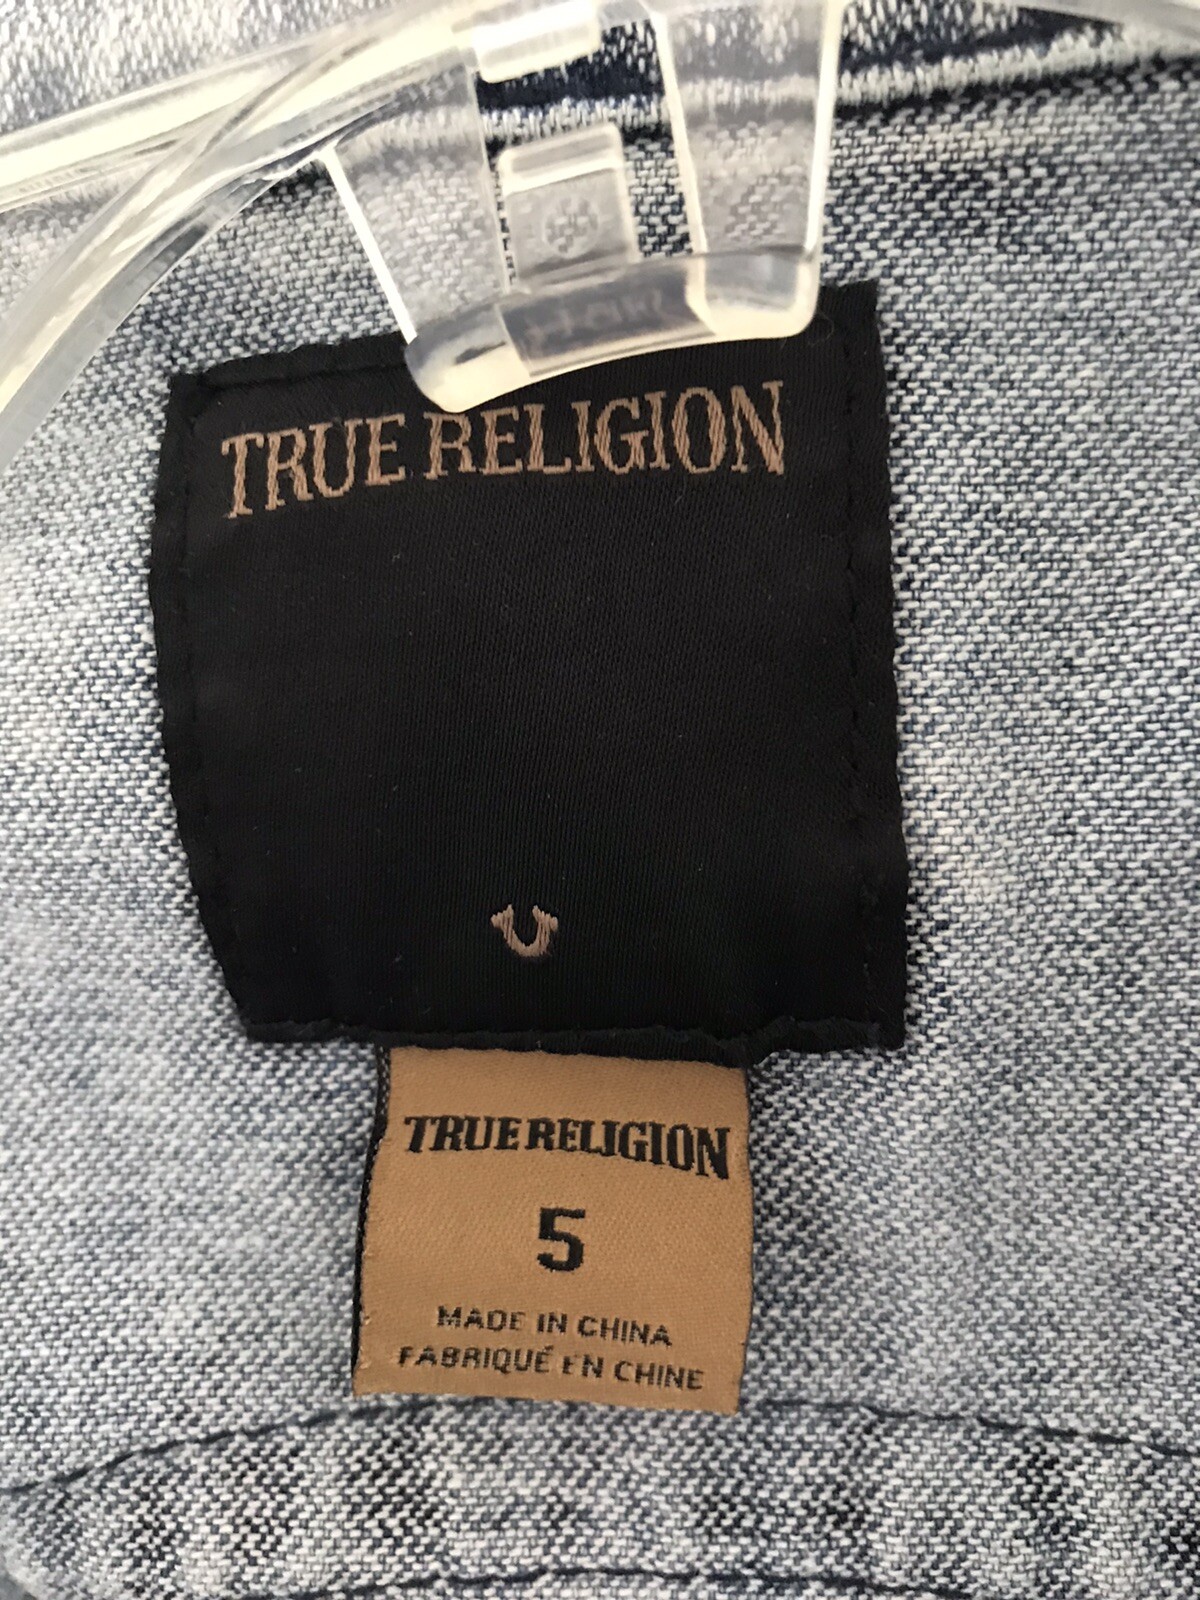 TRUE RELIGION
TRUE RELIGION
5
MADE IN CHINA
FABRIQUÉ EN CHINE